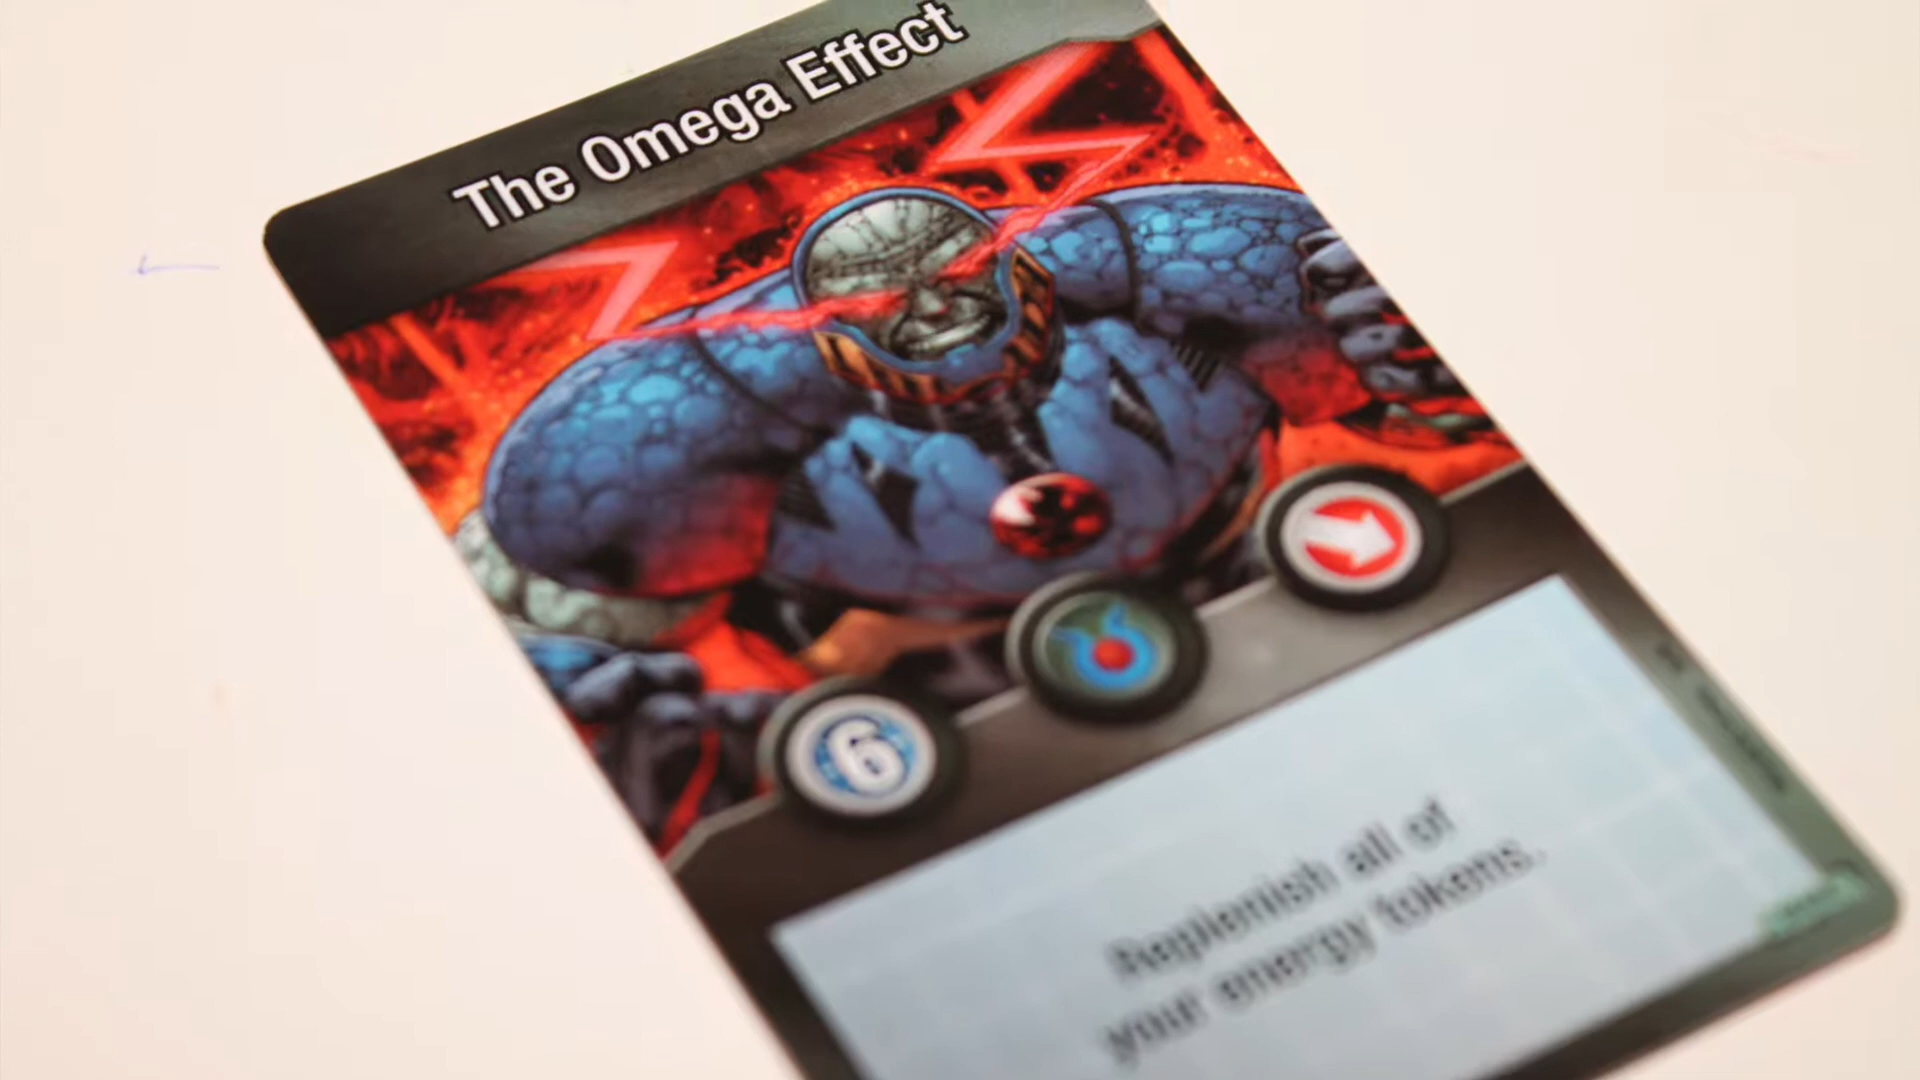 The Omega Effect
6
Replenish all of
your energy tokens.